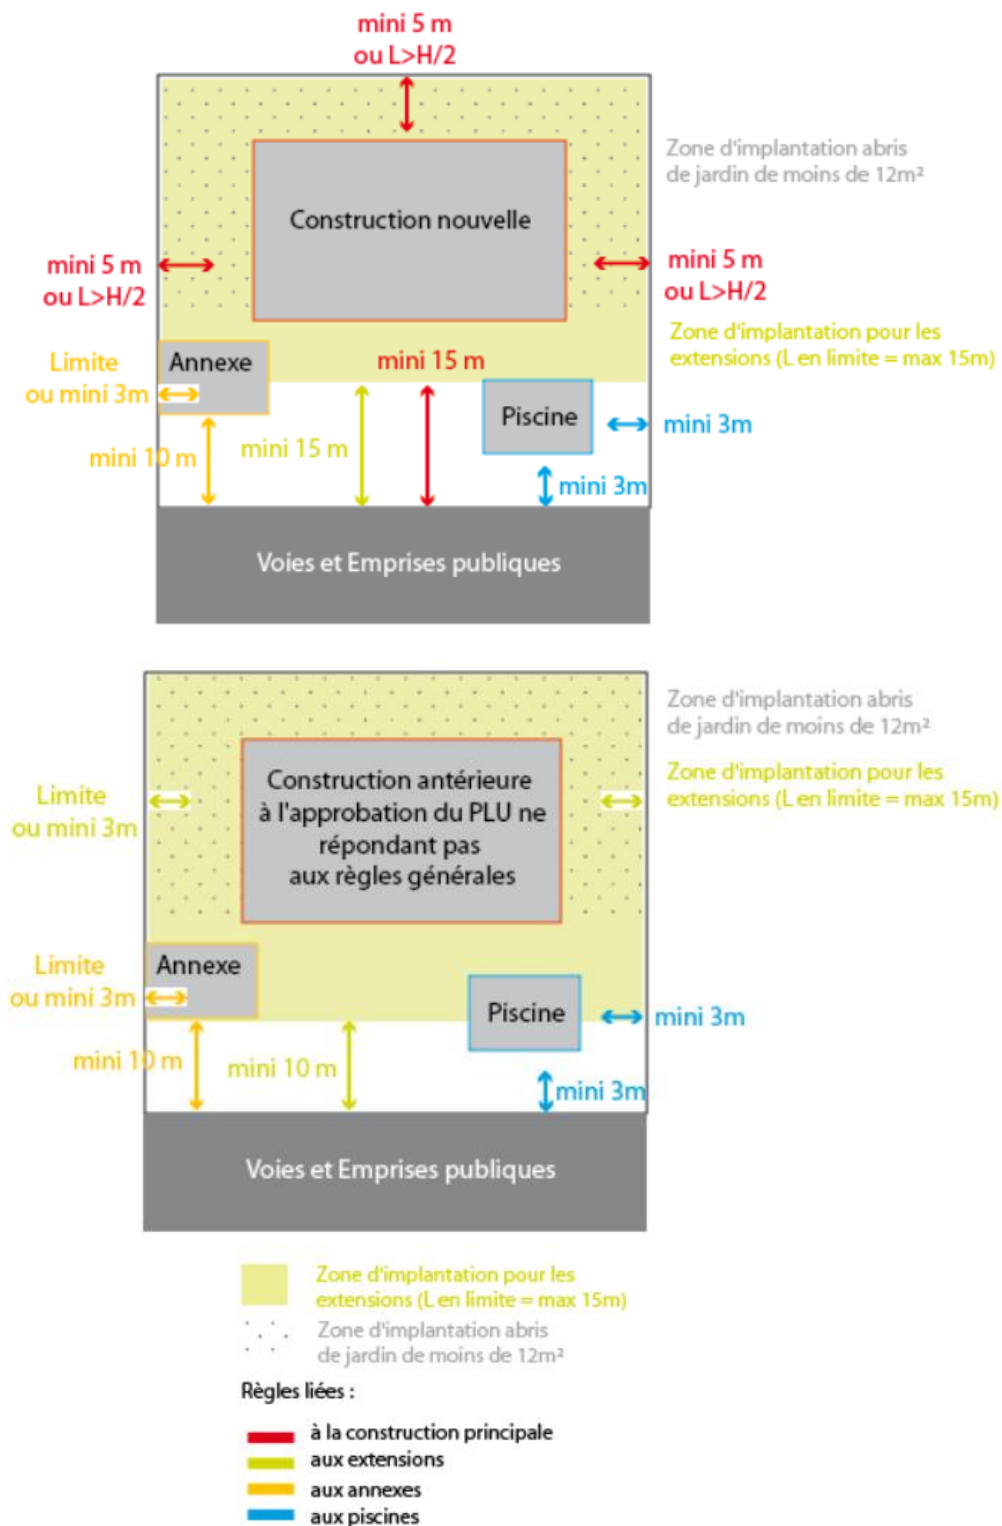 mini 5 m
ou L>H/2
Zone d'implantation abris
de jardin de moins de 12m²
Construction nouvelle
mini 5 m
ou L>H/2
mini 5 m
ou L>H/2
Zone d'implantation pour les
extensions (L en limite = max 15m)
Limite
ou mini 3m
Annexe
mini 15 m
Piscine
mini 3m
mini 10 m
mini 15 m
mini 3m
Voies et Emprises publiques
Zone d'implantation abris
de jardin de moins de 12m²
Zone d'implantation pour les
extensions (L en limite = max 15m)
Construction antérieure
à l'approbation du PLU ne
répondant pas
aux règles générales
Limite
ou mini 3m
Limite
ou mini 3m
Annexe
Piscine
mini 3m
mini 10 m
mini 10 m
mini 3m
Voies et Emprises publiques
Zone d'implantation pour les
extensions (L en limite = max 15m)
Zone d'implantation abris
de jardin de moins de 12m²
Règles liées :
à la construction principale
aux extensions
aux annexes
aux piscines